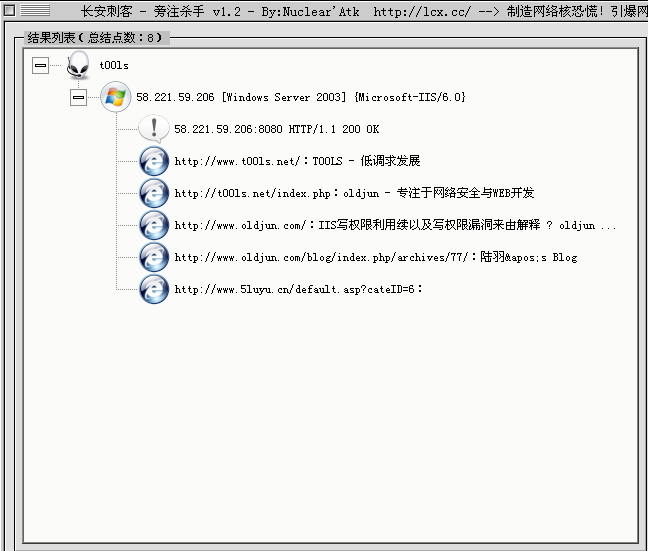 长安刺客 - 旁注杀手 v1.2 - By:Nuclear'Atk  http://lcx.cc/ --> 制造网络核恐慌！引爆网
结果列表（总结点数：8）
t00ls
58.221.59.206 [Windows Server 2003] {Microsoft-IIS/6.0}
58.221.59.206:8080 HTTP/1.1 200 OK
http://www.t00ls.net/：T00LS - 低调求发展
http://t00ls.net/index.php：oldjun - 专注于网络安全与WEB开发
http://www.oldjun.com/：IIS写权限利用续以及写权限漏洞来由解释 ? oldjun ...
http://www.oldjun.com/blog/index.php/archives/77/：陆羽&apos;s Blog
http://www.5luyu.cn/default.asp?cateID=6：